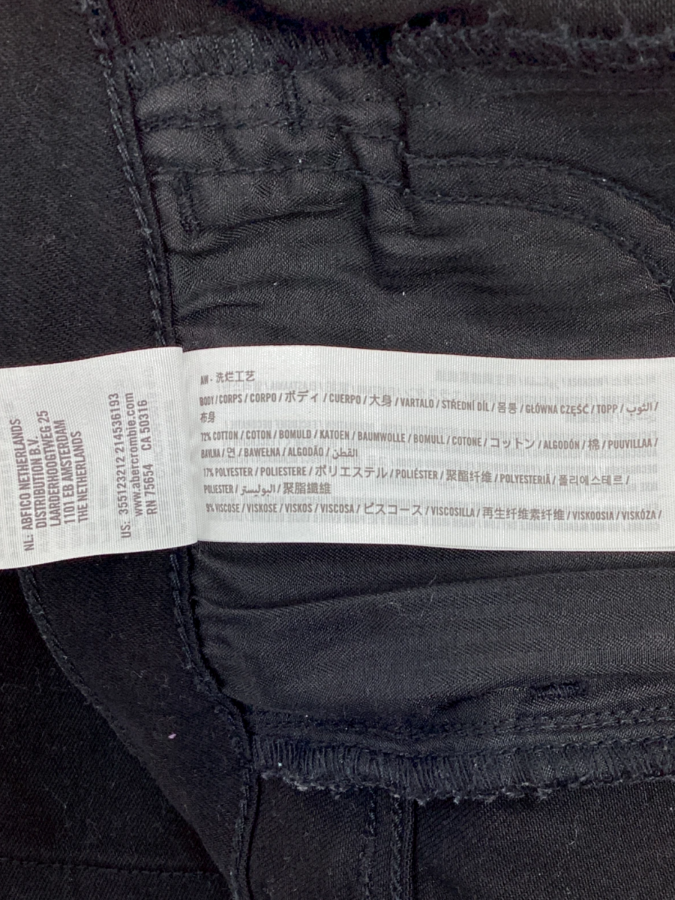 NL: ABFICO NETHERLANDS
DISTRIBUTION B.V.
LAARDERHOOGTWEG 25
1101 EB AMSTERDAM
THE NETHERLANDS
US: 355123212 214536193
www.abercrombie.com
RN 75654 CA 50316
AW - 洗烂工艺
BODY / CORPS / CORPO / ボディ / CUERPO / 大身 / VARTALO / STŘEDNÍ DÍL / 몸통 / GŁÓWNA CZĘŚĆ / TOPP / الثوب /
布身
72% COTTON / COTON / BOMULD / KATOEN / BAUMWOLLE / BOMULL / COTONE / コットン / ALGODÓN / 棉 / PUUVILLAA /
BAVLNA / 면 / BAWEŁNA / ALGODÃO / القطن
17% POLYESTER / POLIESTERE / ポリエステル / POLIÉSTER / 聚酯纤维 / POLYESTERIÄ / 폴리에스테르 /
POLIESTER / البوليستر / 聚脂纖維
9% VISCOSE / VISKOSE / VISKOS / VISCOSA / ビスコース / VISCOSILLA / 再生纤维素纤维 / VISKOOSIA / VISKÓZA /